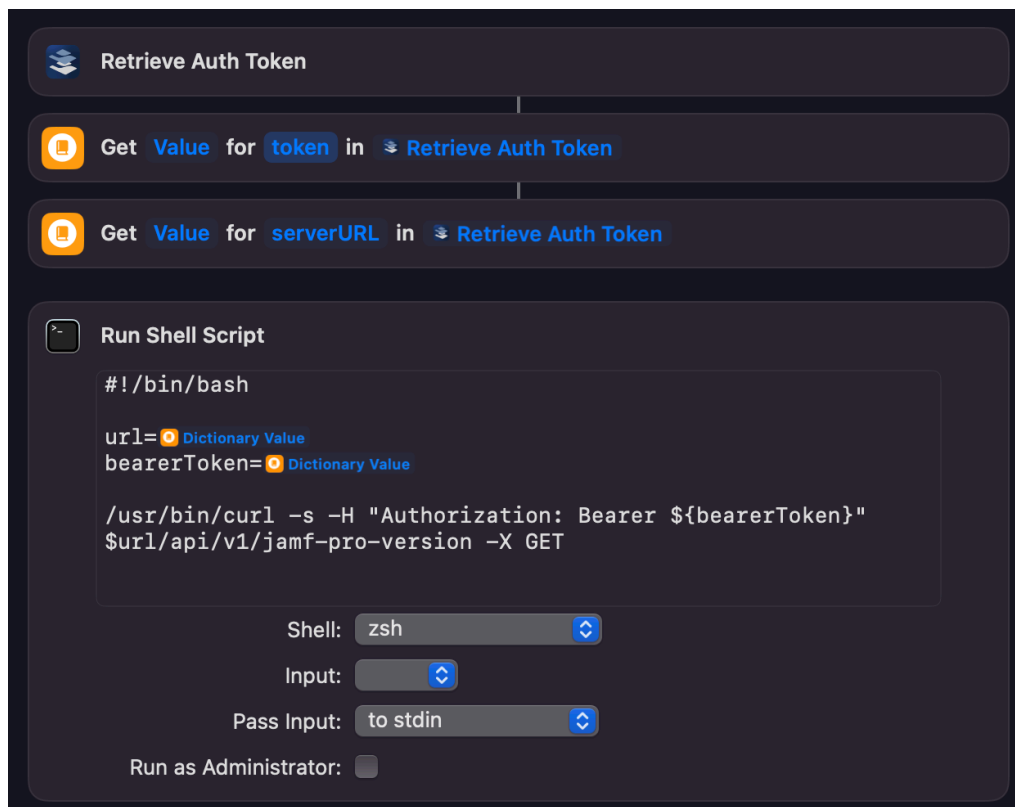 Retrieve Auth Token
Get Value for token in Retrieve Auth Token
Get Value for serverURL in Retrieve Auth Token
>_
Run Shell Script
#!/bin/bash
url= Dictionary Value
bearerToken= Dictionary Value
/usr/bin/curl -s -H "Authorization: Bearer ${bearerToken}"
$url/api/v1/jamf-pro-version -X GET
Shell: zsh
Input:
Pass Input: to stdin
Run as Administrator: